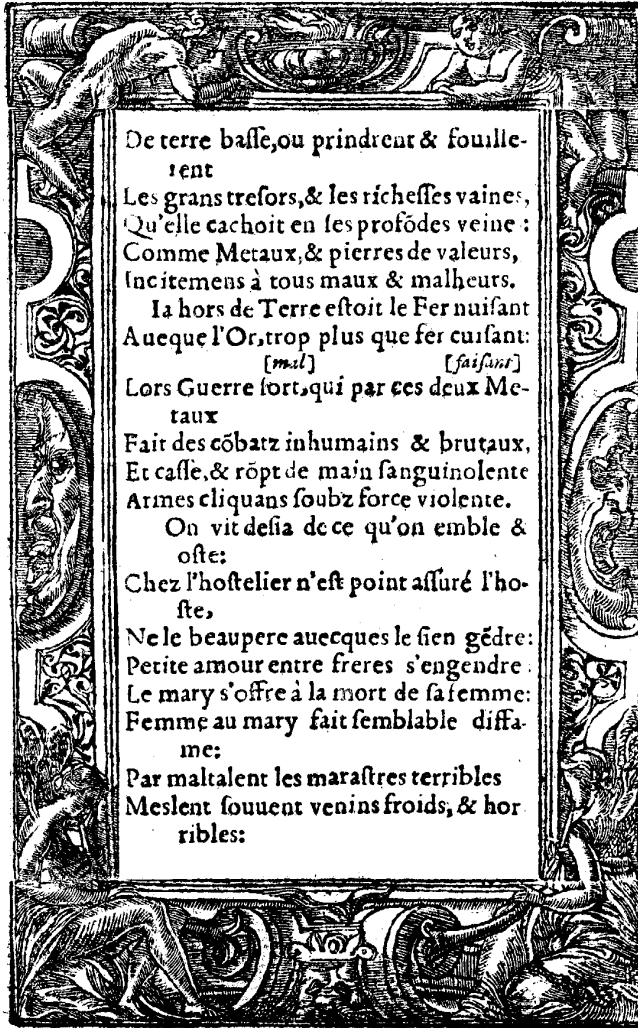 De terre baſſe,ou prindrent & fouille-
rent
Les grans treſors,& les richeſſes vaines,
Qu'elle cachoit en ſes profõdes veine :
Comme Metaux,& pierres de valeurs,
Incitemens à tous maux & malheurs.
Ia hors de Terre eſtoit le Fer nuiſant
Aueque l'Or,trop plus que fer cuiſant:
[mal] [faiſant]
Lors Guerre ſort,qui par ces deux Me-
taux
Fait des cõbatz inhumains & brutaux,
Et caſſe,& rõpt de main ſanguinolente
Armes cliquans ſoubz force violente.
On vit deſia de ce qu'on emble &
oſte:
Chez l'hoſtelier n'eſt point aſſuré l'ho-
ſte,
Ne le beaupere auecques le ſien gẽdre:
Petite amour entre freres s'engendre.
Le mary s'offre à la mort de ſa femme:
Femme au mary fait ſemblable diffa-
me:
Par maltalent les maraſtres terribles
Meslent ſouuent venins froids, & hor
ribles: